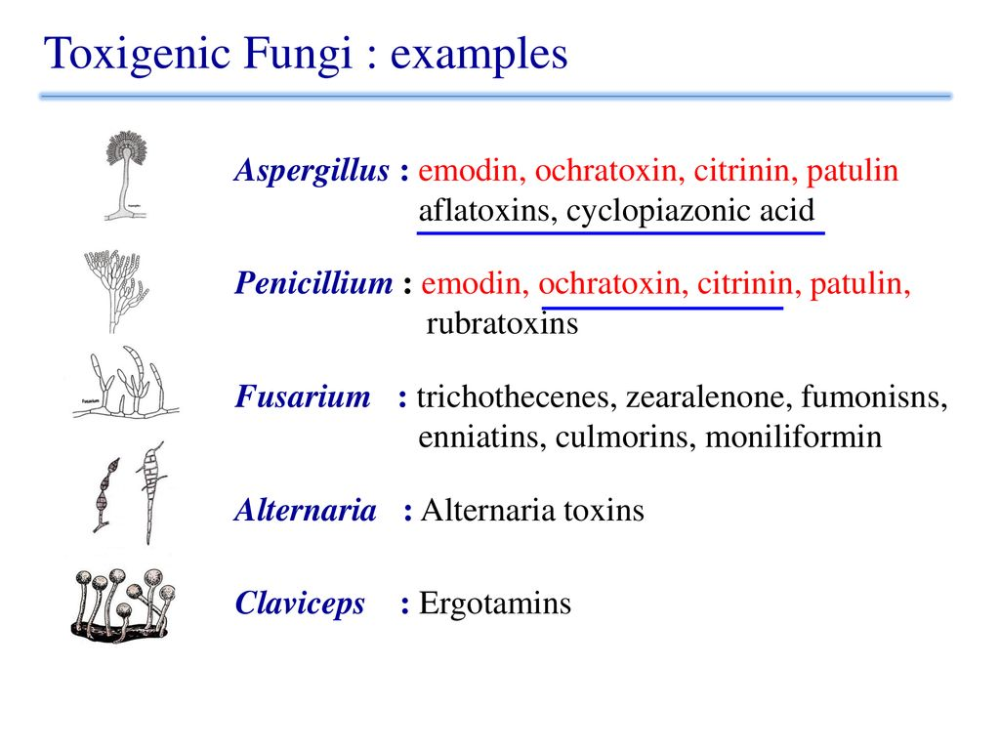 Toxigenic Fungi : examples
Aspergillus : emodin, ochratoxin, citrinin, patulin
aflatoxins, cyclopiazonic acid
Penicillium : emodin, ochratoxin, citrinin, patulin,
rubratoxins
Fusarium
Fusarium : trichothecenes, zearalenone, fumonisns,
enniatins, culmorins, moniliformin
Alternaria : Alternaria toxins
Claviceps : Ergotamins